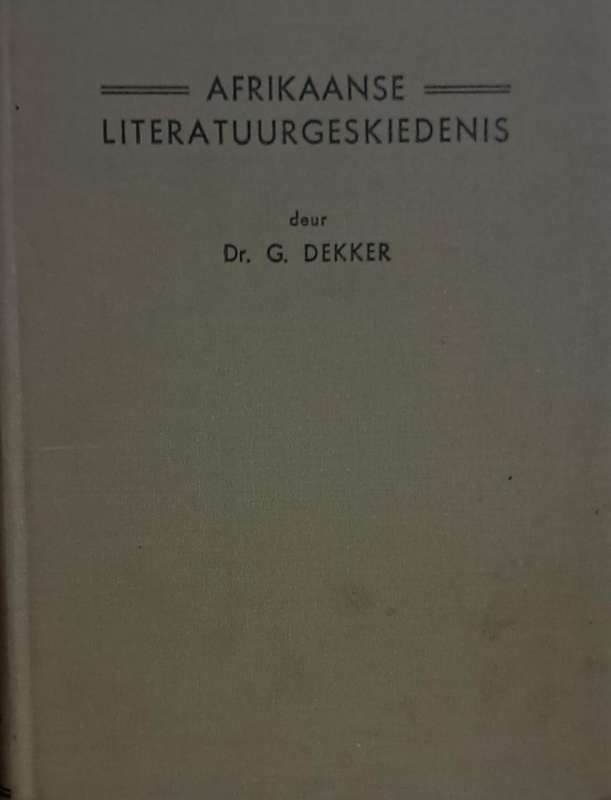 AFRIKAANSE
LITERATUURGESKIEDENIS
deur
Dr. G. DEKKER